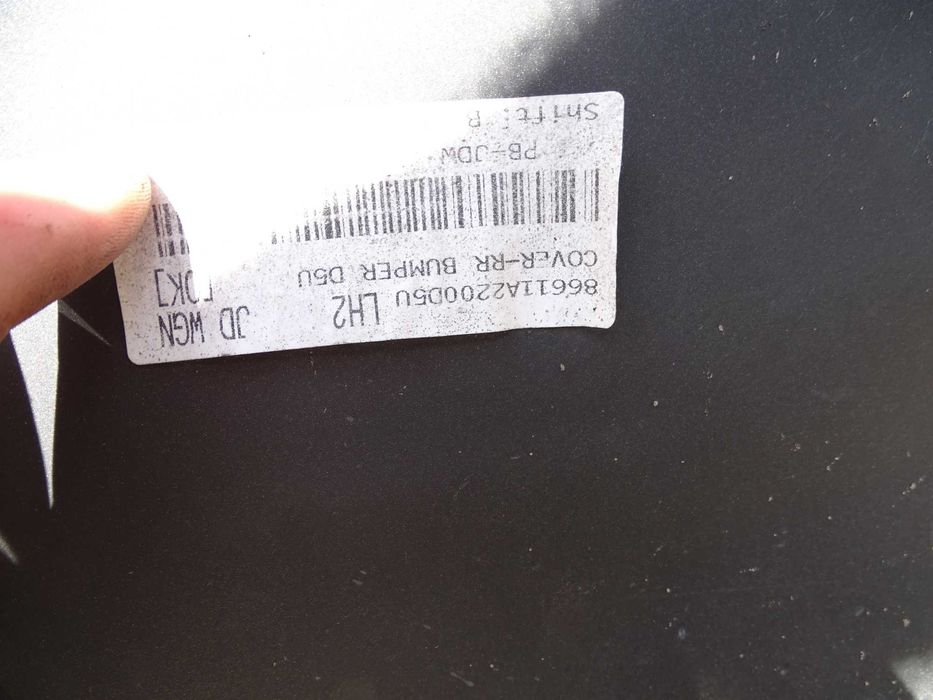 86611A2200D5U LH2 JD WGN
COVER-RR BUMPER D5U
PB-JDW
Shift: